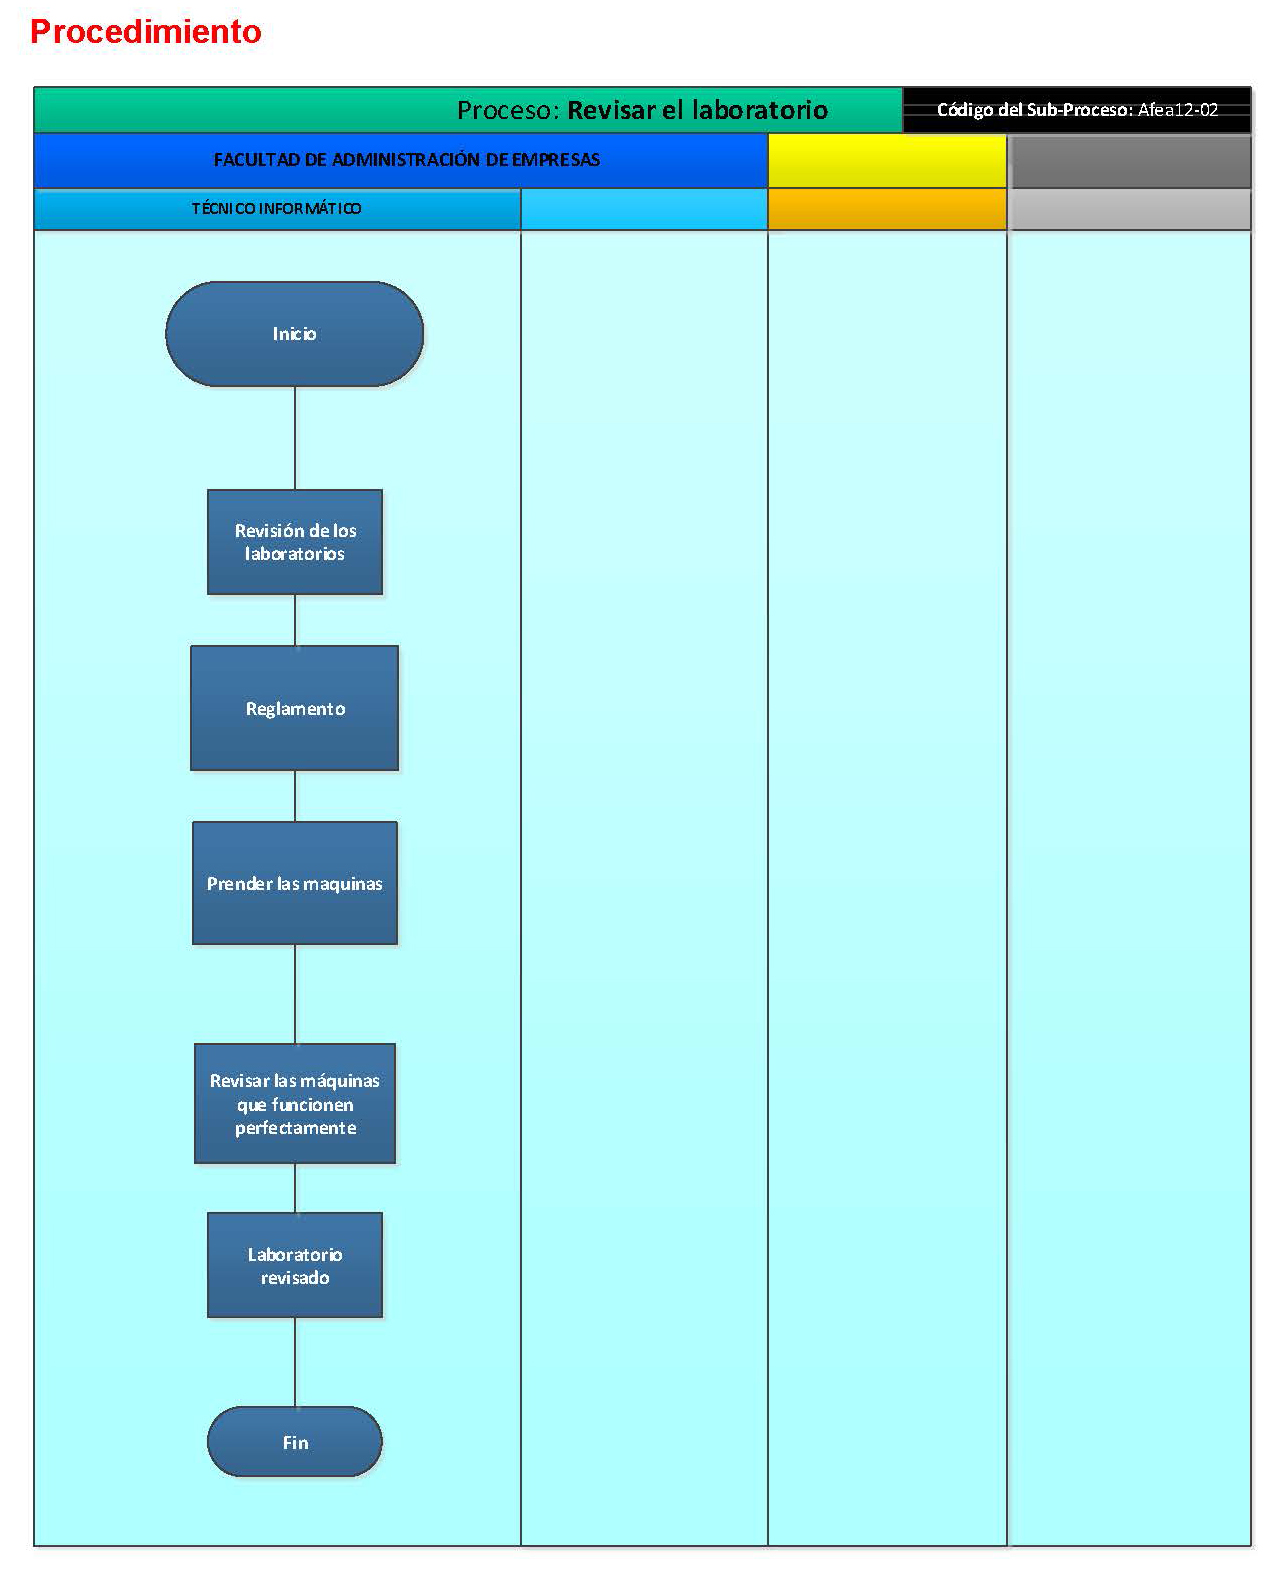 Procedimiento
Proceso: Revisar el laboratorio
Código del Sub-Proceso: Afea12-02
FACULTAD DE ADMINISTRACIÓN DE EMPRESAS
TÉCNICO INFORMÁTICO
Inicio
Revisión de los
laboratorios
Reglamento
Prender las maquinas
Revisar las máquinas
que funcionen
perfectamente
Laboratorio
revisado
Fin